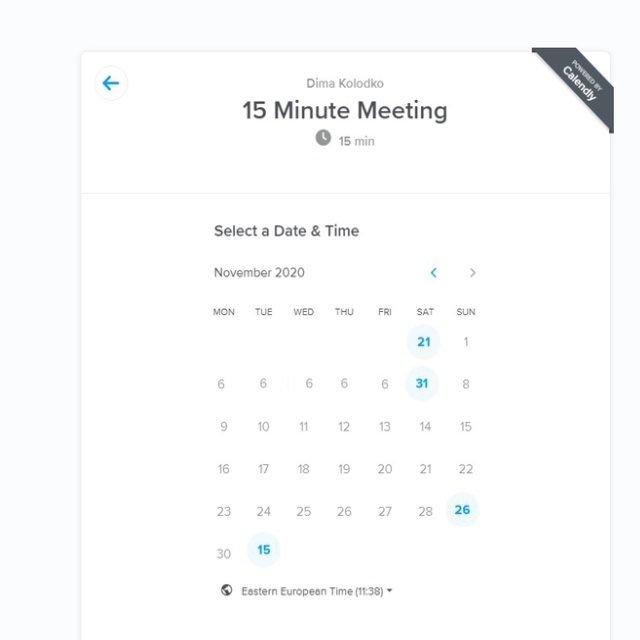 POWERED BY
Calendly
Dima Kolodko
15 Minute Meeting
15 min
Select a Date & Time
November 2020
MON TUE WED THU FRI SAT SUN
21 1
6 6 6 6 6 31 8
9 10 11 12 13 14 15
16 17 18 19 20 21 22
23 24 25 26 27 28 26
30 15
Eastern European Time (11:38)